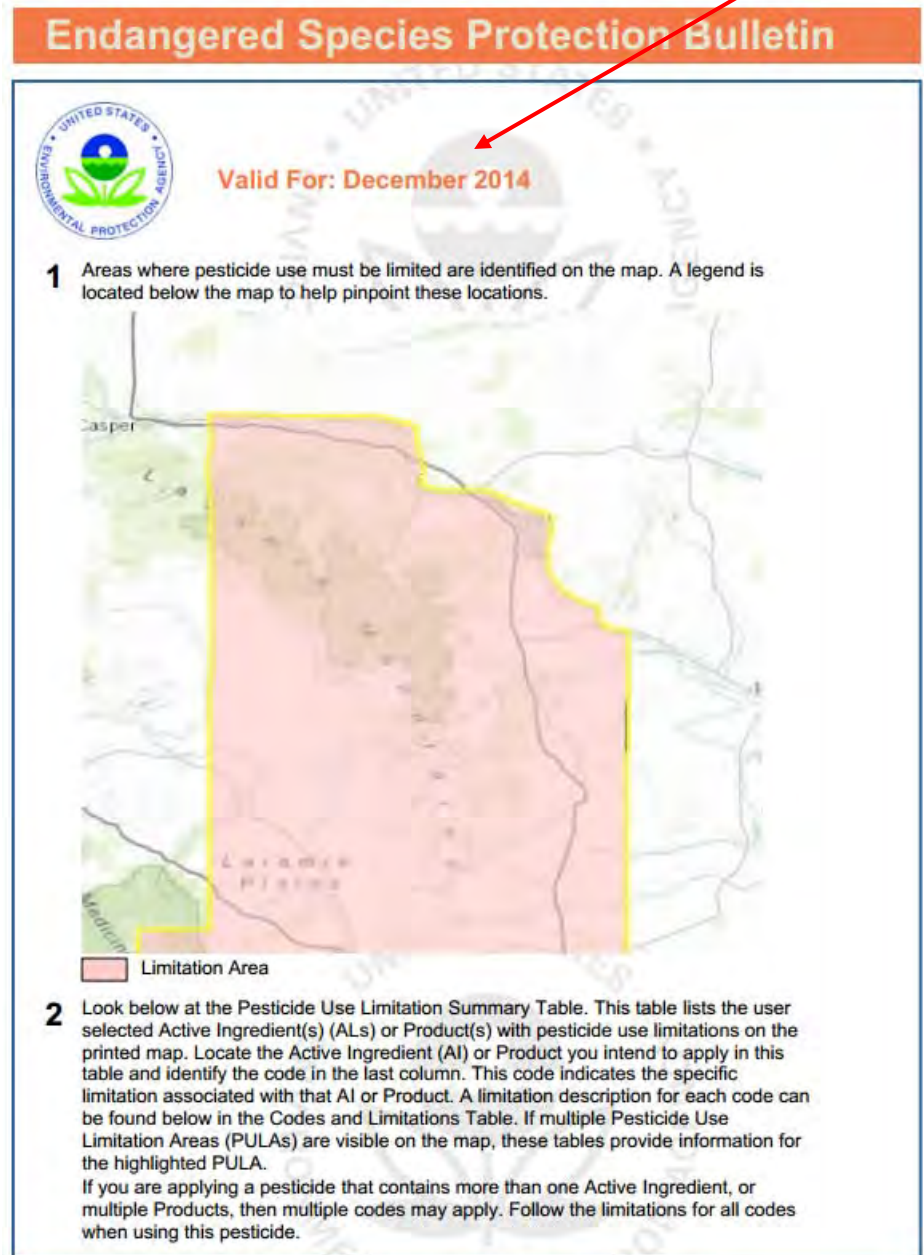 Endangered Species Protection Bulletin
UNITED STATES
ENVIRONMENTAL PROTECTION AGENCY
Valid For: December 2014
1 Areas where pesticide use must be limited are identified on the map. A legend is
located below the map to help pinpoint these locations.
Casper
Laramie
Plains
Medicin
Limitation Area
2 Look below at the Pesticide Use Limitation Summary Table. This table lists the user
selected Active Ingredient(s) (ALs) or Product(s) with pesticide use limitations on the
printed map. Locate the Active Ingredient (AI) or Product you intend to apply in this
table and identify the code in the last column. This code indicates the specific
limitation associated with that AI or Product. A limitation description for each code can
be found below in the Codes and Limitations Table. If multiple Pesticide Use
Limitation Areas (PULAs) are visible on the map, these tables provide information for
the highlighted PULA.
If you are applying a pesticide that contains more than one Active Ingredient, or
multiple Products, then multiple codes may apply. Follow the limitations for all codes
when using this pesticide.